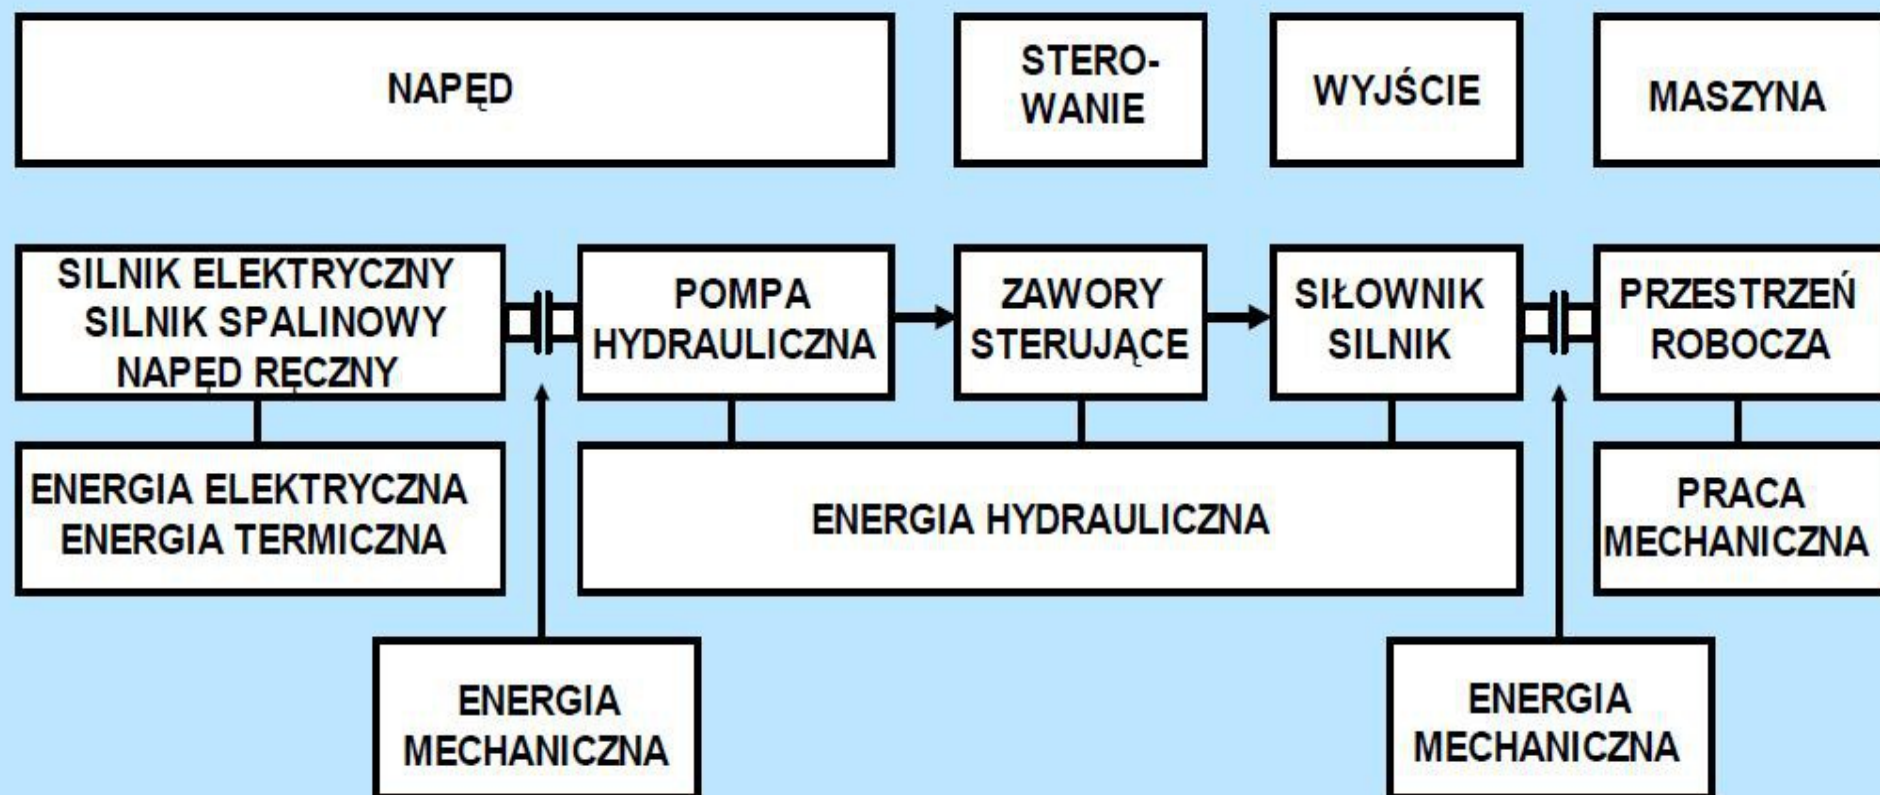 NAPĘD
STERO-
WANIE
WYJŚCIE
MASZYNA
SILNIK ELEKTRYCZNY
SILNIK SPALINOWY
NAPĘD RĘCZNY
POMPA
HYDRAULICZNA
ZAWORY
STERUJĄCE
SIŁOWNIK
SILNIK
PRZESTRZEŃ
ROBOCZA
ENERGIA ELEKTRYCZNA
ENERGIA TERMICZNA
ENERGIA HYDRAULICZNA
PRACA
MECHANICZNA
ENERGIA
MECHANICZNA
ENERGIA
MECHANICZNA